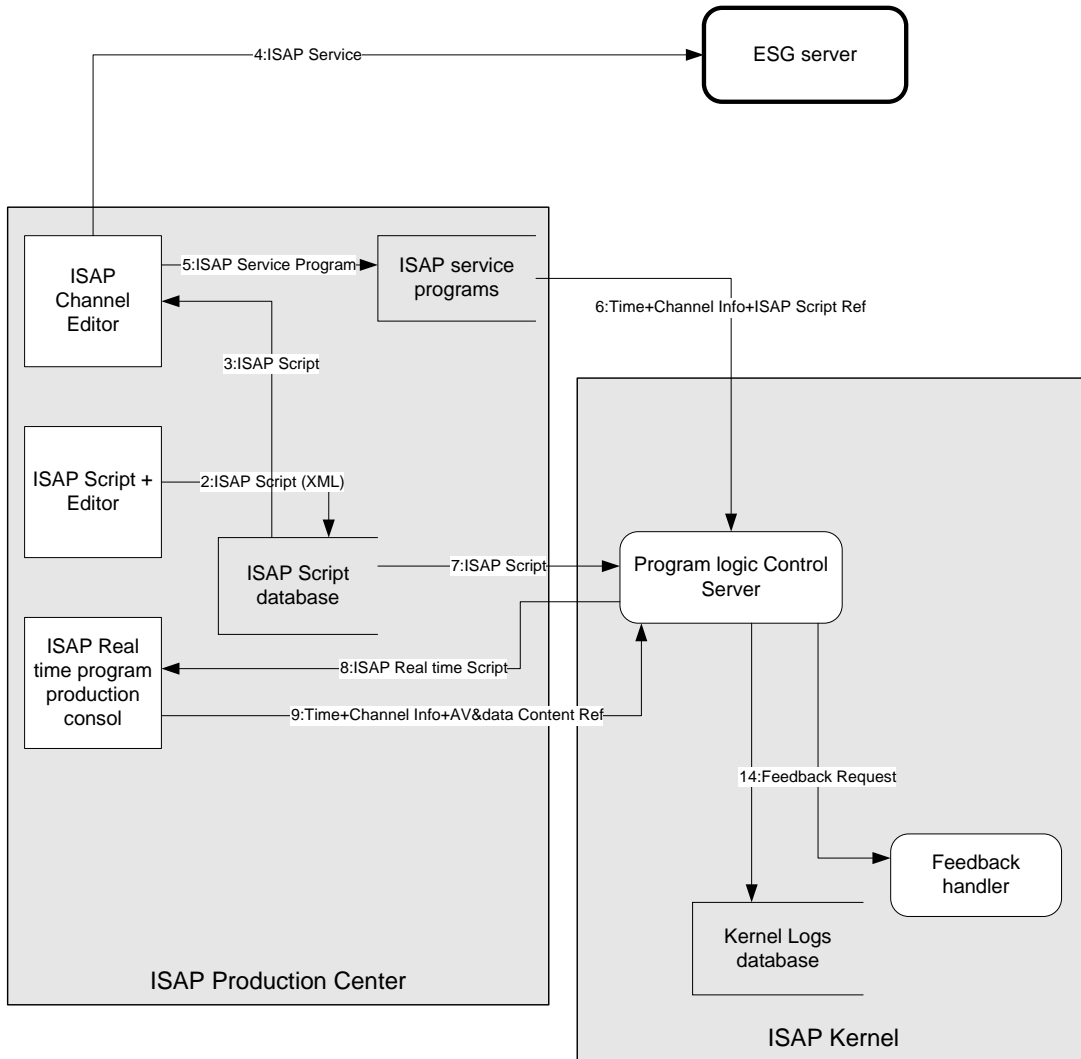 4:ISAP Service
ESG server
ISAP
Channel
Editor
5:ISAP Service Program
ISAP service
programs
6:Time+Channel Info+ISAP Script Ref
3:ISAP Script
ISAP Script +
Editor
2:ISAP Script (XML)
ISAP Script
database
7:ISAP Script
Program logic Control
Server
ISAP Real
time program
production
consol
8:ISAP Real time Script
9:Time+Channel Info+AV&data Content Ref
14:Feedback Request
Feedback
handler
Kernel Logs
database
ISAP Production Center
ISAP Kernel